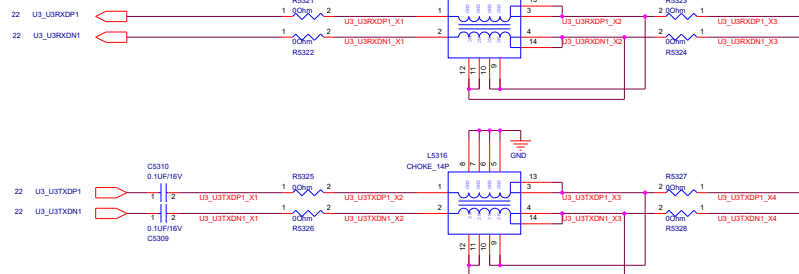 R5321
13
R5323
22 U3_U3RXDP1
1 0Ohm 2
U3_U3RXDP1_X1
1
3
U3_U3RXDP1_X2
2 0Ohm 1
U3_U3RXDP1_X3
22 U3_U3RXDN1
1 0Ohm 2
U3_U3RXDN1_X1
2
4
14
U3_U3RXDN1_X2
2 0Ohm 1
U3_U3RXDN1_X3
R5322
R5324
12 11 10 9
L5316
CHOKE_14P
8 7 6 5
GND
C5310
0.1UF/16V
R5325
13
R5327
22 U3_U3TXDP1
1 2
U3_U3TXDP1_X1
1 0Ohm 2
U3_U3TXDP1_X2
1
3
U3_U3TXDP1_X3
2 0Ohm 1
U3_U3TXDP1_X4
22 U3_U3TXDN1
1 2
U3_U3TXDN1_X1
1 0Ohm 2
U3_U3TXDN1_X2
2
4
14
U3_U3TXDN1_X3
2 0Ohm 1
U3_U3TXDN1_X4
0.1UF/16V
C5309
R5326
R5328
12 11 10 9